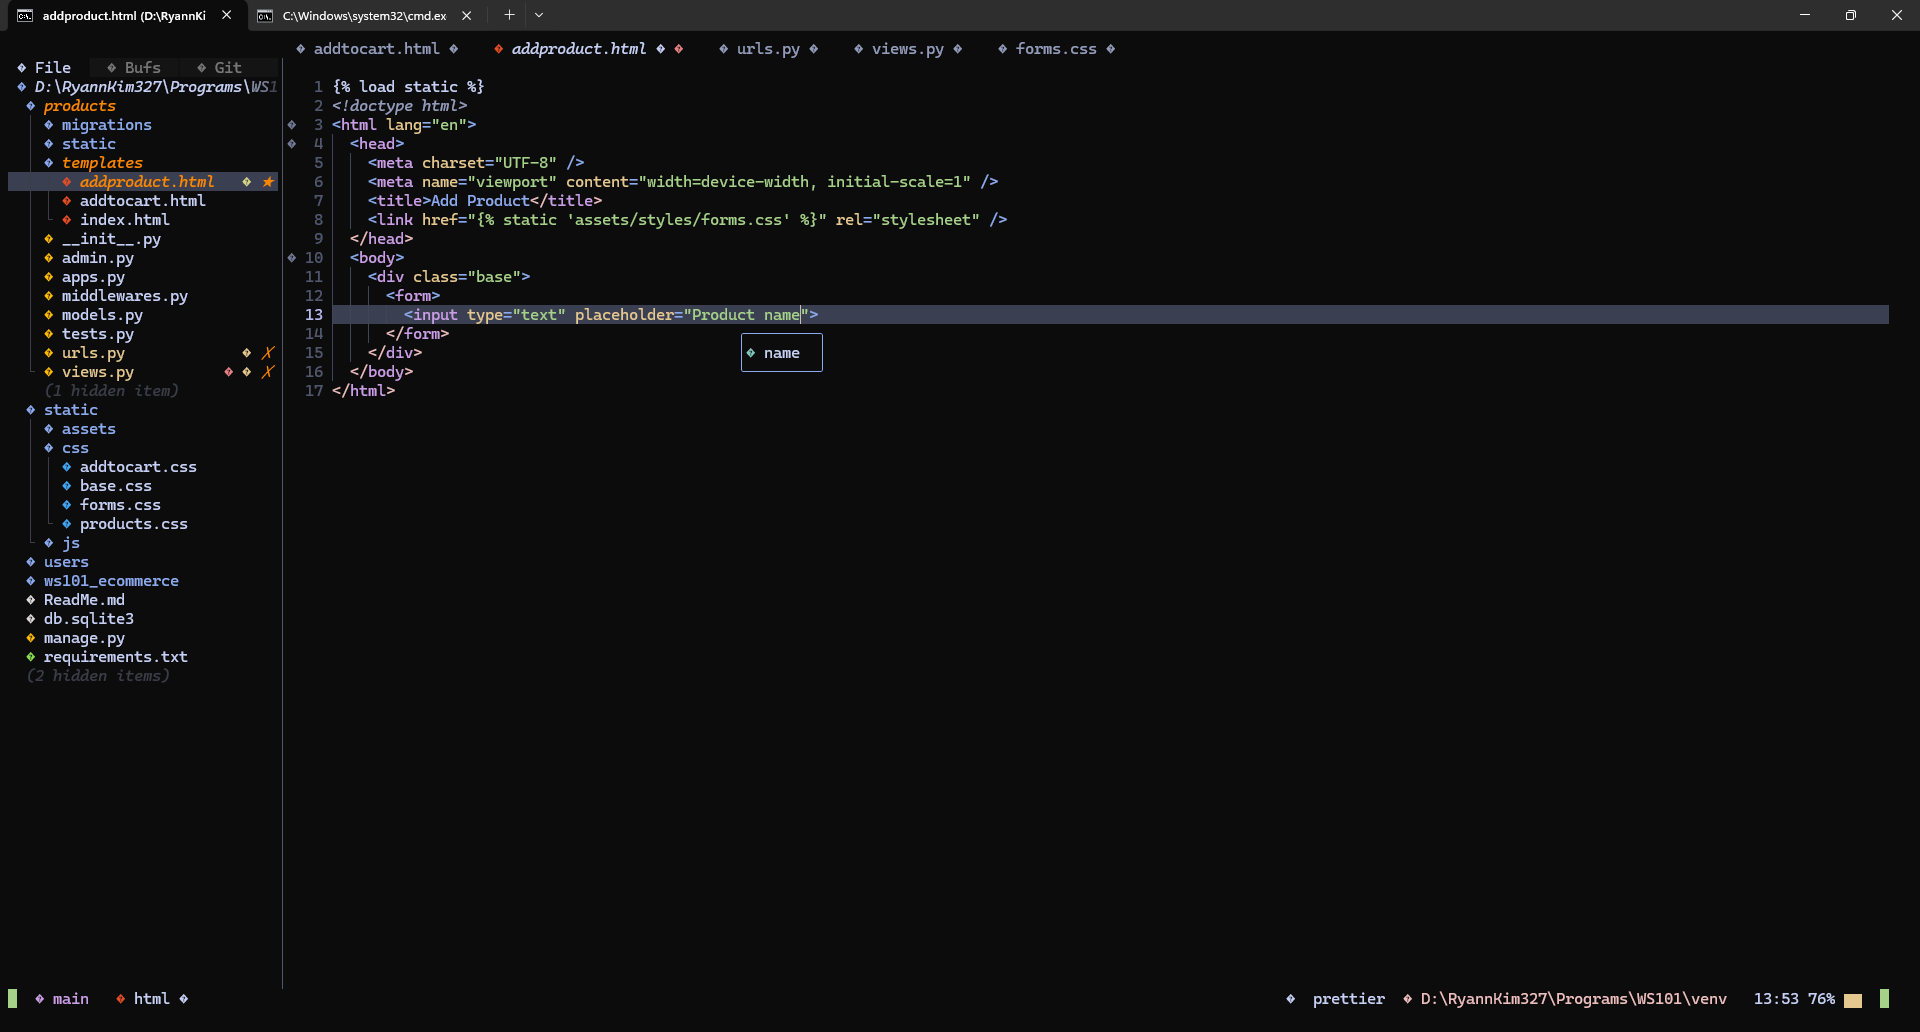 addproduct.html (D:\RyannKi
C:\Windows\system32\cmd.ex
addtocart.html addproduct.html urls.py views.py forms.css
File Bufs Git
D:\RyannKim327\Programs\WS1
products
migrations
static
templates
addproduct.html
addtocart.html
index.html
__init__.py
admin.py
apps.py
middlewares.py
models.py
tests.py
urls.py
views.py
(1 hidden item)
static
assets
css
addtocart.css
base.css
forms.css
products.css
js
users
ws101_ecommerce
ReadMe.md
db.sqlite3
manage.py
requirements.txt
(2 hidden items)
1 {% load static %}
2 <!doctype html>
3 <html lang="en">
4 <head>
5 <meta charset="UTF-8" />
6 <meta name="viewport" content="width=device-width, initial-scale=1" />
7 <title>Add Product</title>
8 <link href="{% static 'assets/styles/forms.css' %}" rel="stylesheet" />
9 </head>
10 <body>
11 <div class="base">
12 <form>
13 <input type="text" placeholder="Product name">
14 </form>
15 </div>
16 </body>
17 </html>
name
main html prettier D:\RyannKim327\Programs\WS101\venv 13:53 76%